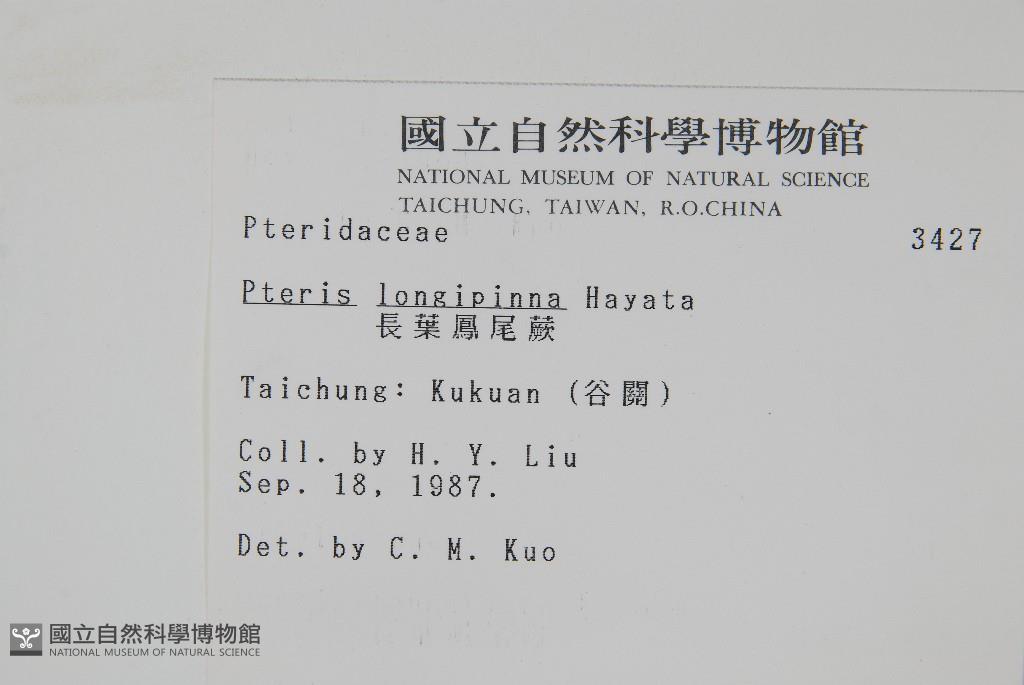 國立自然科學博物館
NATIONAL MUSEUM OF NATURAL SCIENCE
TAICHUNG, TAIWAN, R.O.CHINA
Pteridaceae 3427
Pteris longipinna Hayata
長葉鳳尾蕨
Taichung: Kukuan (谷關)
Coll. by H. Y. Liu
Sep. 18, 1987.
Det. by C. M. Kuo
國立自然科學博物館
NATIONAL MUSEUM OF NATURAL SCIENCE